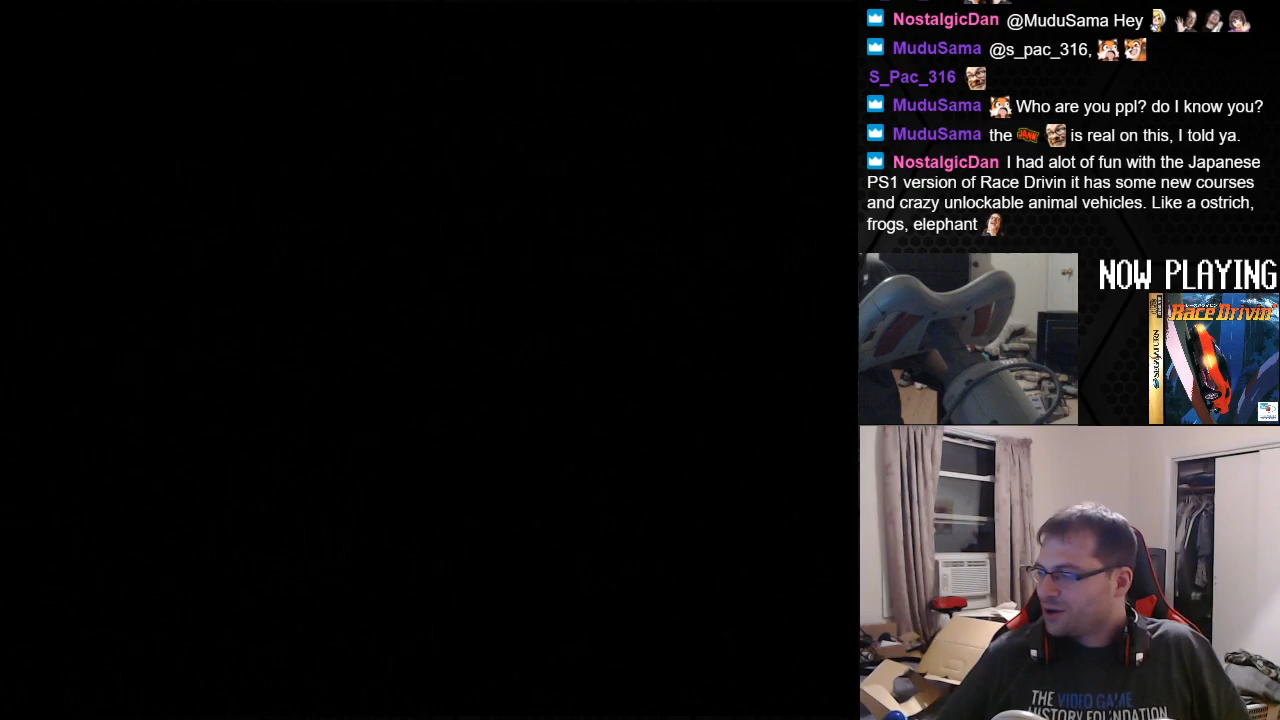 NostalgicDan @MuduSama Hey
MuduSama @s_pac_316,
S_Pac_316
MuduSama Who are you ppl? do I know you?
MuduSama the JANK is real on this, I told ya.
NostalgicDan I had alot of fun with the Japanese
PS1 version of Race Drivin it has some new courses
and crazy unlockable animal vehicles. Like a ostrich,
frogs, elephant
NOW PLAYING
Race Drivin'
SEGA SATURN
THE VIDEO GAME
HISTORY FOUNDATION